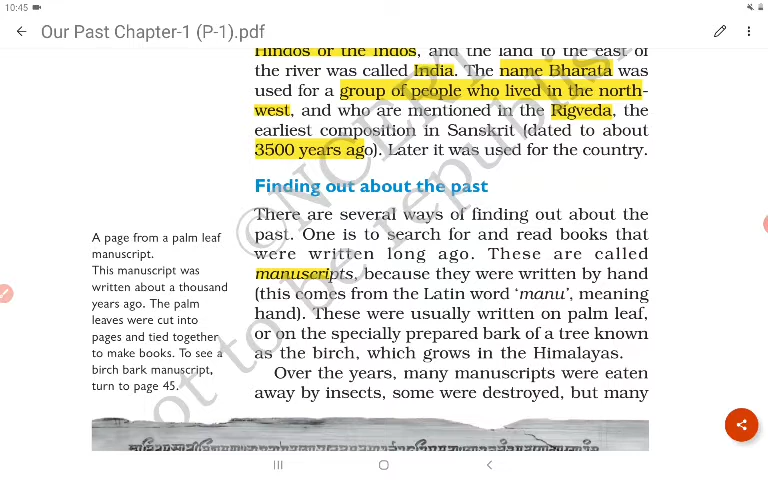 10:45
Our Past Chapter-1 (P-1).pdf
Hindos or the Indos, and the land to the east of
the river was called India. The name Bharata was
used for a group of people who lived in the north-
west, and who are mentioned in the Rigveda, the
earliest composition in Sanskrit (dated to about
3500 years ago). Later it was used for the country.
Finding out about the past
There are several ways of finding out about the
past. One is to search for and read books that
were written long ago. These are called
manuscripts, because they were written by hand
(this comes from the Latin word ‘manu’, meaning
hand). These were usually written on palm leaf,
or on the specially prepared bark of a tree known
as the birch, which grows in the Himalayas.
Over the years, many manuscripts were eaten
away by insects, some were destroyed, but many
A page from a palm leaf
manuscript.
This manuscript was
written about a thousand
years ago. The palm
leaves were cut into
pages and tied together
to make books. To see a
birch bark manuscript,
turn to page 45.
©NCERT
not to be republis